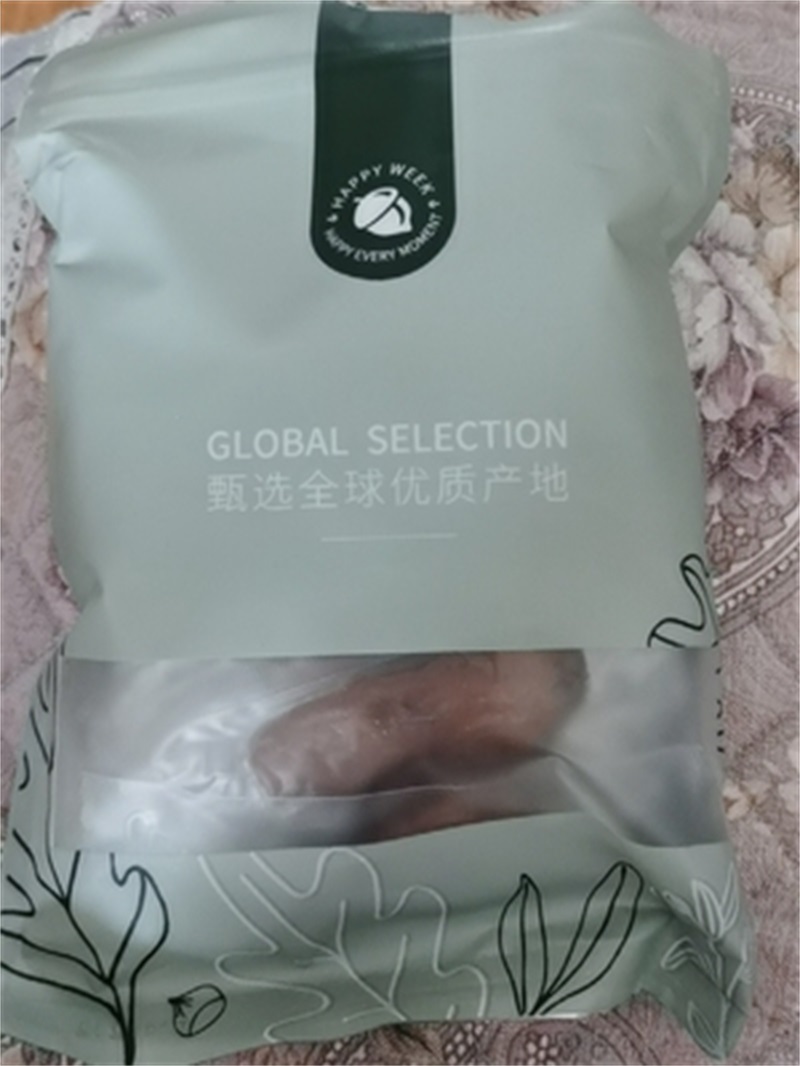 HAPPY WEEK
HAPPY EVERY MOMENT
GLOBAL SELECTION
甄选全球优质产地